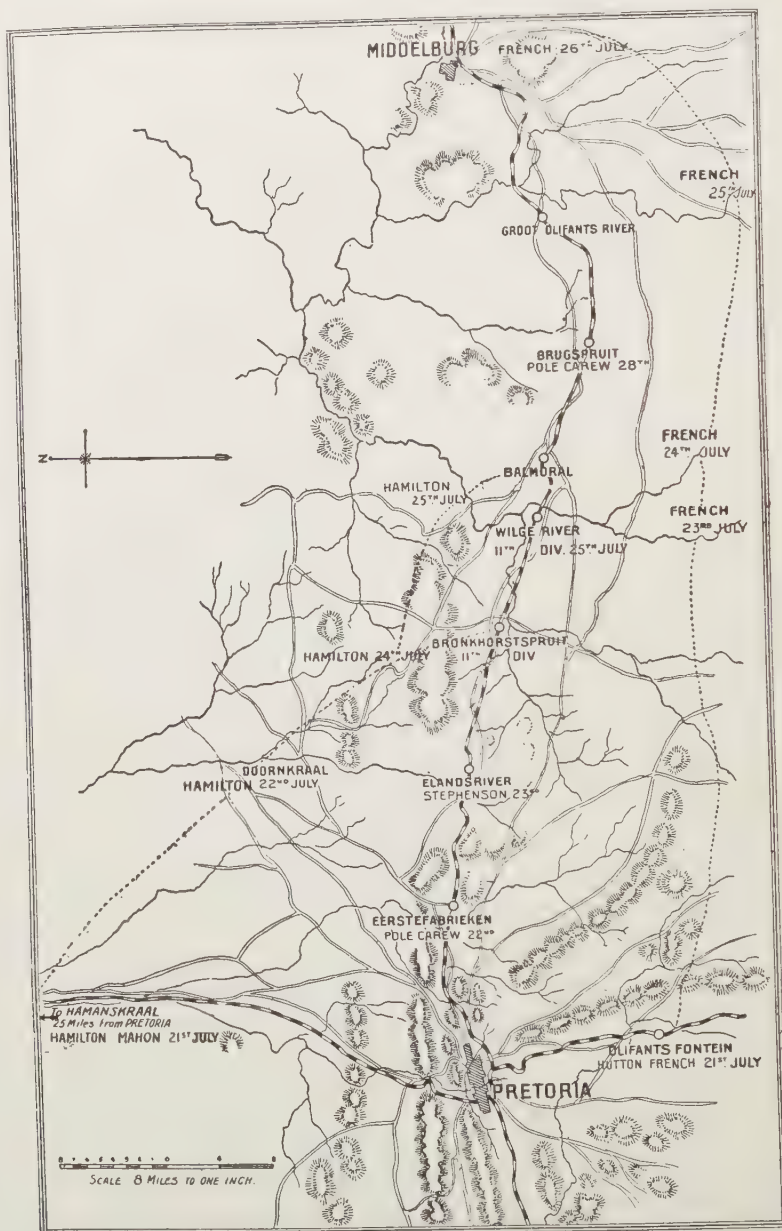 MIDDELBURG
FRENCH 26TH JULY
FRENCH
25TH JULY
GROOT OLIFANTS RIVER
BRUGSPRUIT
POLE CAREW 28TH
N
FRENCH
24TH JULY
BALMORAL
HAMILTON
25TH JULY
FRENCH
23RD JULY
WILGE RIVER
11TH DIV. 25TH JULY
BRONKHORSTSPRUIT
11TH DIV
HAMILTON 24TH JULY
DOORNKRAAL
HAMILTON 22ND JULY
ELANDSRIVER
STEPHENSON 23RD
EERSTEFABRIEKEN
POLE CAREW 22ND
To HAMANSKRAAL
25 Miles from PRETORIA
HAMILTON MAHON 21ST JULY
OLIFANTS FONTEIN
HUTTON FRENCH 21ST JULY
PRETORIA
SCALE 8 MILES TO ONE INCH.